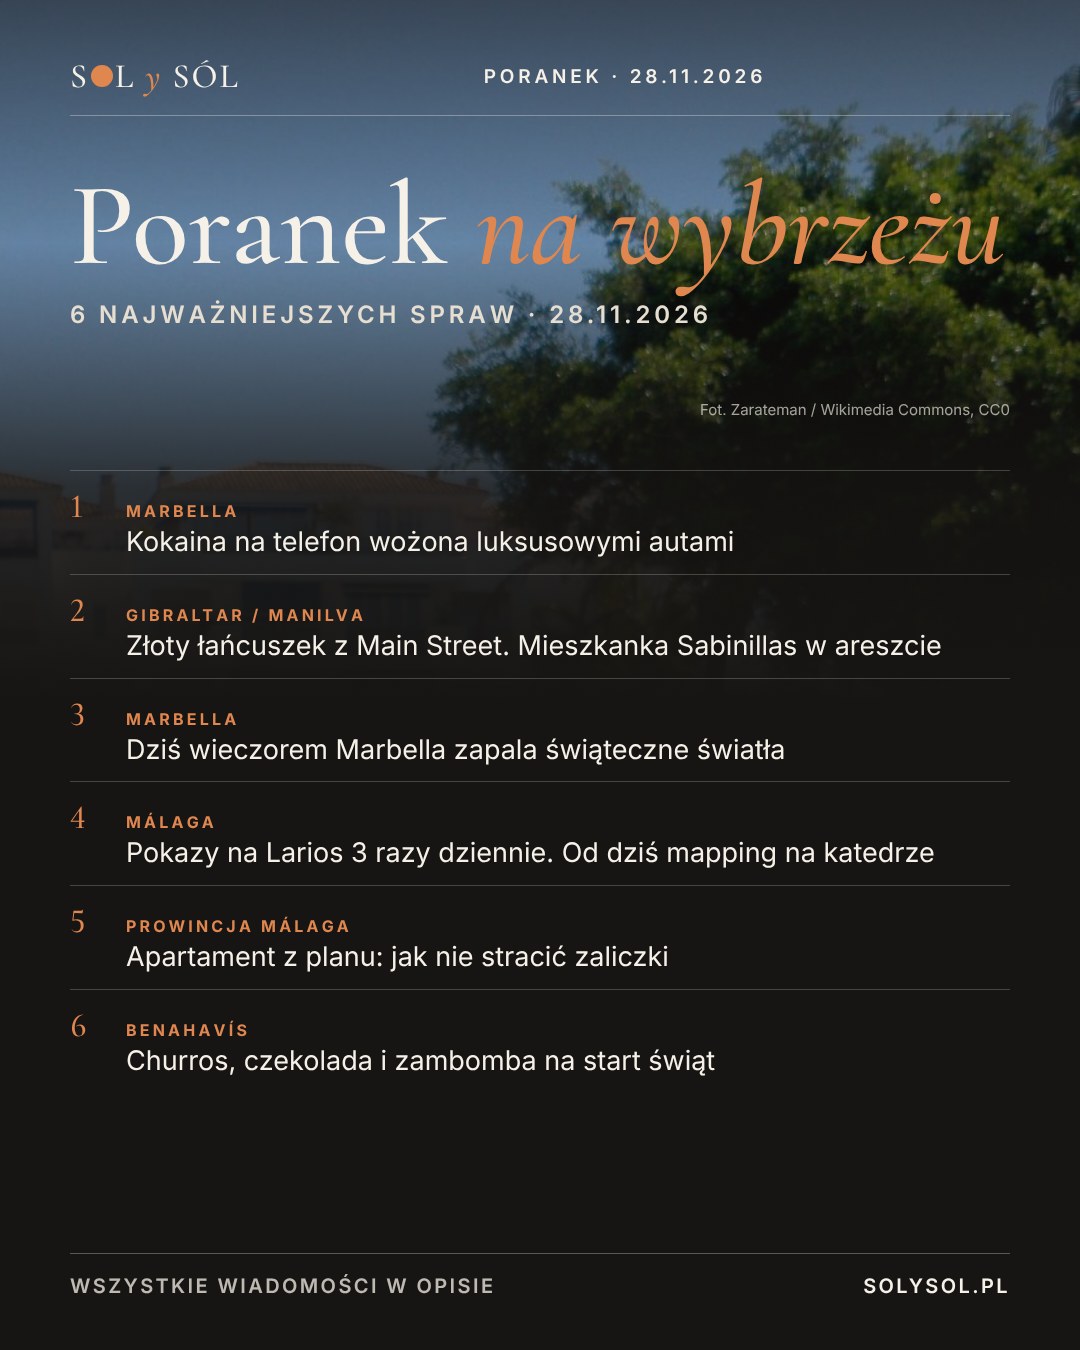 SOL y SÓL
PORANEK · 28.11.2026
Poranek na wybrzeżu
6 NAJWAŻNIEJSZYCH SPRAW · 28.11.2026
Fot. Zarateman / Wikimedia Commons, CC0
1 MARBELLA
Kokaina na telefon wożona luksusowymi autami
2 GIBRALTAR / MANILVA
Złoty łańcuszek z Main Street. Mieszkanka Sabinillas w areszcie
3 MARBELLA
Dziś wieczorem Marbella zapala świąteczne światła
4 MÁLAGA
Pokazy na Larios 3 razy dziennie. Od dziś mapping na katedrze
5 PROWINCJA MÁLAGA
Apartament z planu: jak nie stracić zaliczki
6 BENAHAVÍS
Churros, czekolada i zambomba na start świąt
WSZYSTKIE WIADOMOŚCI W OPISIE
SOLYSOL.PL